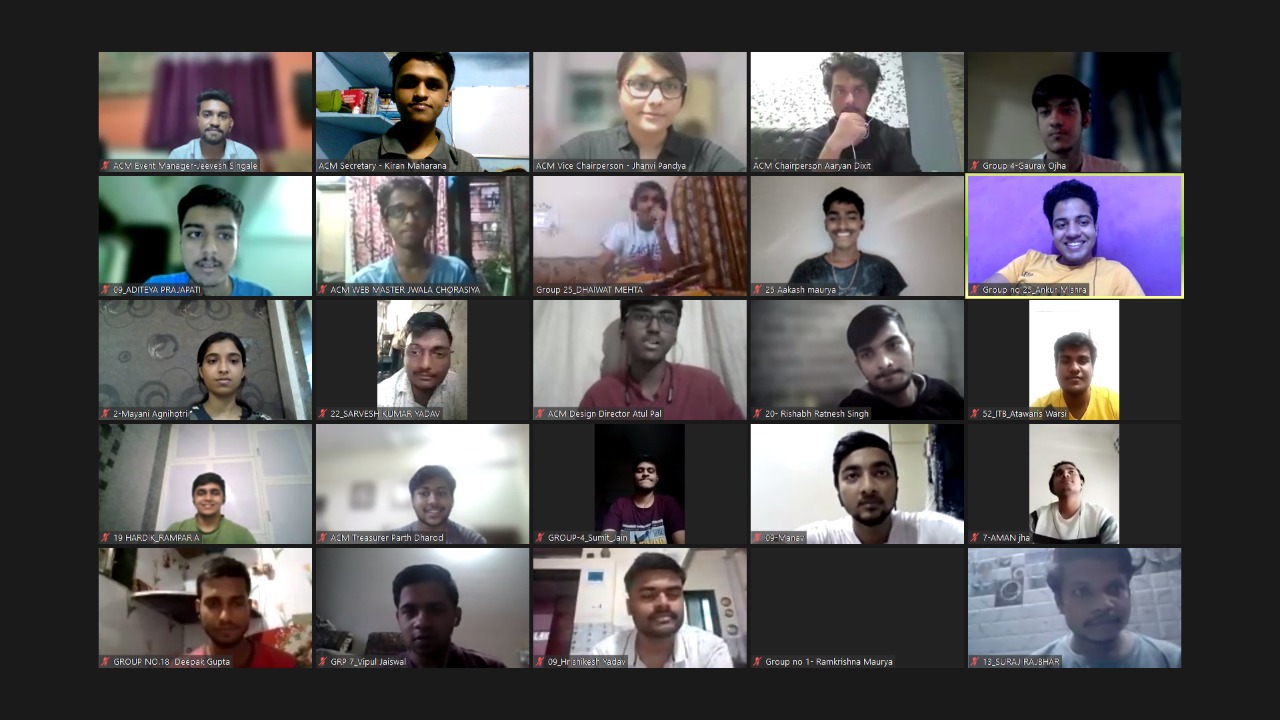 ACM Event Manager-Jeevesh Singale
ACM Secretary - Kiran Maharana
ACM Vice Chairperson - Jhanvi Pandya
ACM Chairperson Aaryan Dixit
Group 4-Gaurav Ojha
09_ADITEYA PRAJAPATI
ACM WEB MASTER JWALA CHORASIYA
Group 25_DHAIWAT MEHTA
25 Aakash maurya
Group no 23_Ankur Mishra
2-Mayani Agnihotri
22_SARVESH KUMAR YADAV
ACM Design Director Atul Pal
20- Rishabh Ratnesh Singh
52_ITB_Atawaris Warsi
19 HARDIK_RAMPARIA
ACM Treasurer Parth Dharod
GROUP-4_Sumit_Jain
09-Manav
7-AMAN jha
GROUP NO.18- Deepak Gupta
GRP 7_Vipul Jaiswal
09_Hrishikesh Yadav
Group no 1- Ramkrishna Maurya
13_SURAJ RAJBHAR